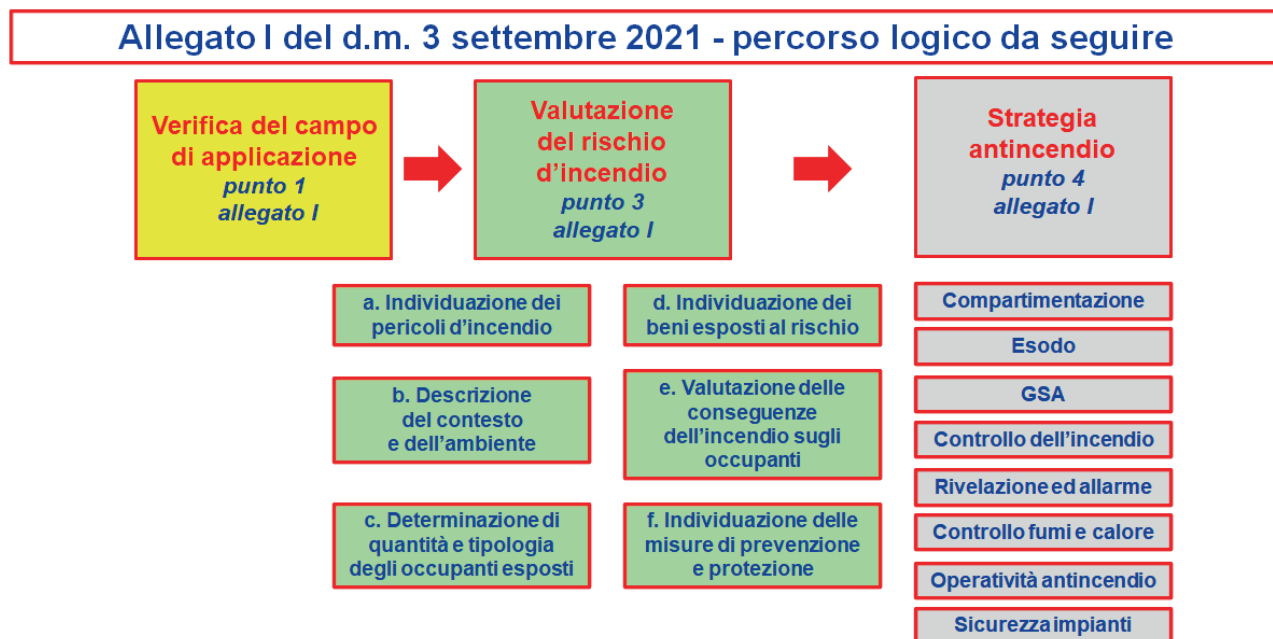 Allegato I del d.m. 3 settembre 2021 - percorso logico da seguire
Verifica del campo
di applicazione
punto 1
allegato I
Valutazione
del rischio
d'incendio
punto 3
allegato I
Strategia
antincendio
punto 4
allegato I
a. Individuazione dei
pericoli d'incendio
b. Descrizione
del contesto
e dell'ambiente
c. Determinazione di
quantità e tipologia
degli occupanti esposti
d. Individuazione dei
beni esposti al rischio
e. Valutazione delle
conseguenze
dell'incendio sugli
occupanti
f. Individuazione delle
misure di prevenzione
e protezione
Compartimentazione
Esodo
GSA
Controllo dell'incendio
Rivelazione ed allarme
Controllo fumi e calore
Operatività antincendio
Sicurezza impianti